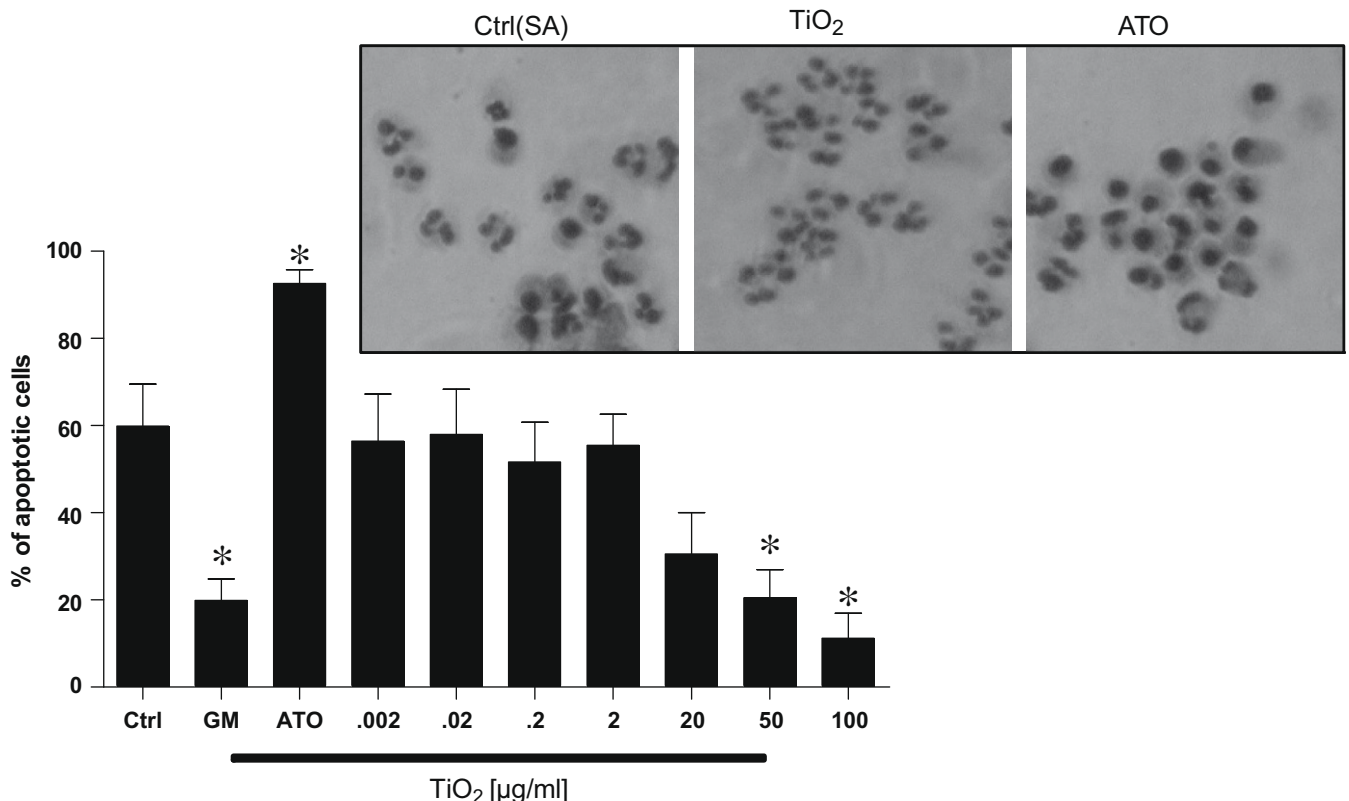 Ctrl(SA) TiO₂ ATO
% of apoptotic cells
100
80
60
40
20
0
* * * *
Ctrl GM ATO .002 .02 .2 2 20 50 100
TiO₂ [µg/ml]